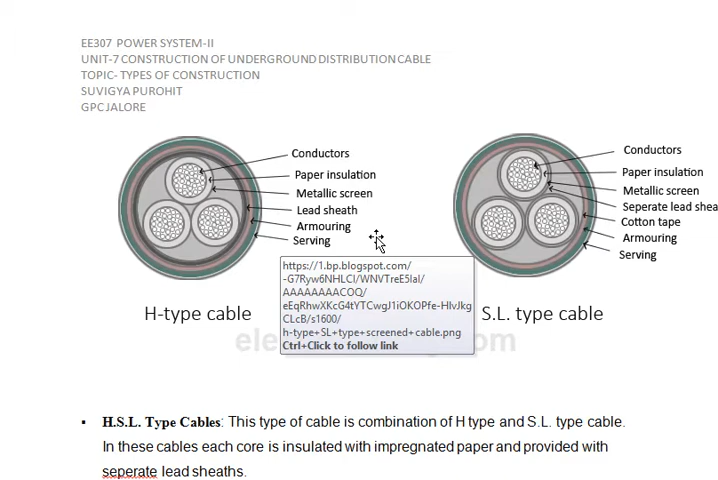 EE307 POWER SYSTEM-II
UNIT-7 CONSTRUCTION OF UNDERGROUND DISTRIBUTION CABLE
TOPIC- TYPES OF CONSTRUCTION
SUVIGYA PUROHIT
GPC JALORE
Conductors
Paper insulation
Metallic screen
Lead sheath
Armouring
Serving
Conductors
Paper insulation
Metallic screen
Seperate lead shea
Cotton tape
Armouring
Serving
https://1.bp.blogspot.com/
-G7Ryw6NHLCI/WNVTreE5IaI/
AAAAAAAACOQ/
eEqRhwXKcG4tYTCwgJ1iOKOPfe-HIvJkg
CLcB/s1600/
h-type+SL+type+screened+cable.png
Ctrl+Click to follow link
H-type cable
S.L. type cable
▪ H.S.L. Type Cables: This type of cable is combination of H type and S.L. type cable.
In these cables each core is insulated with impregnated paper and provided with
seperate lead sheaths.